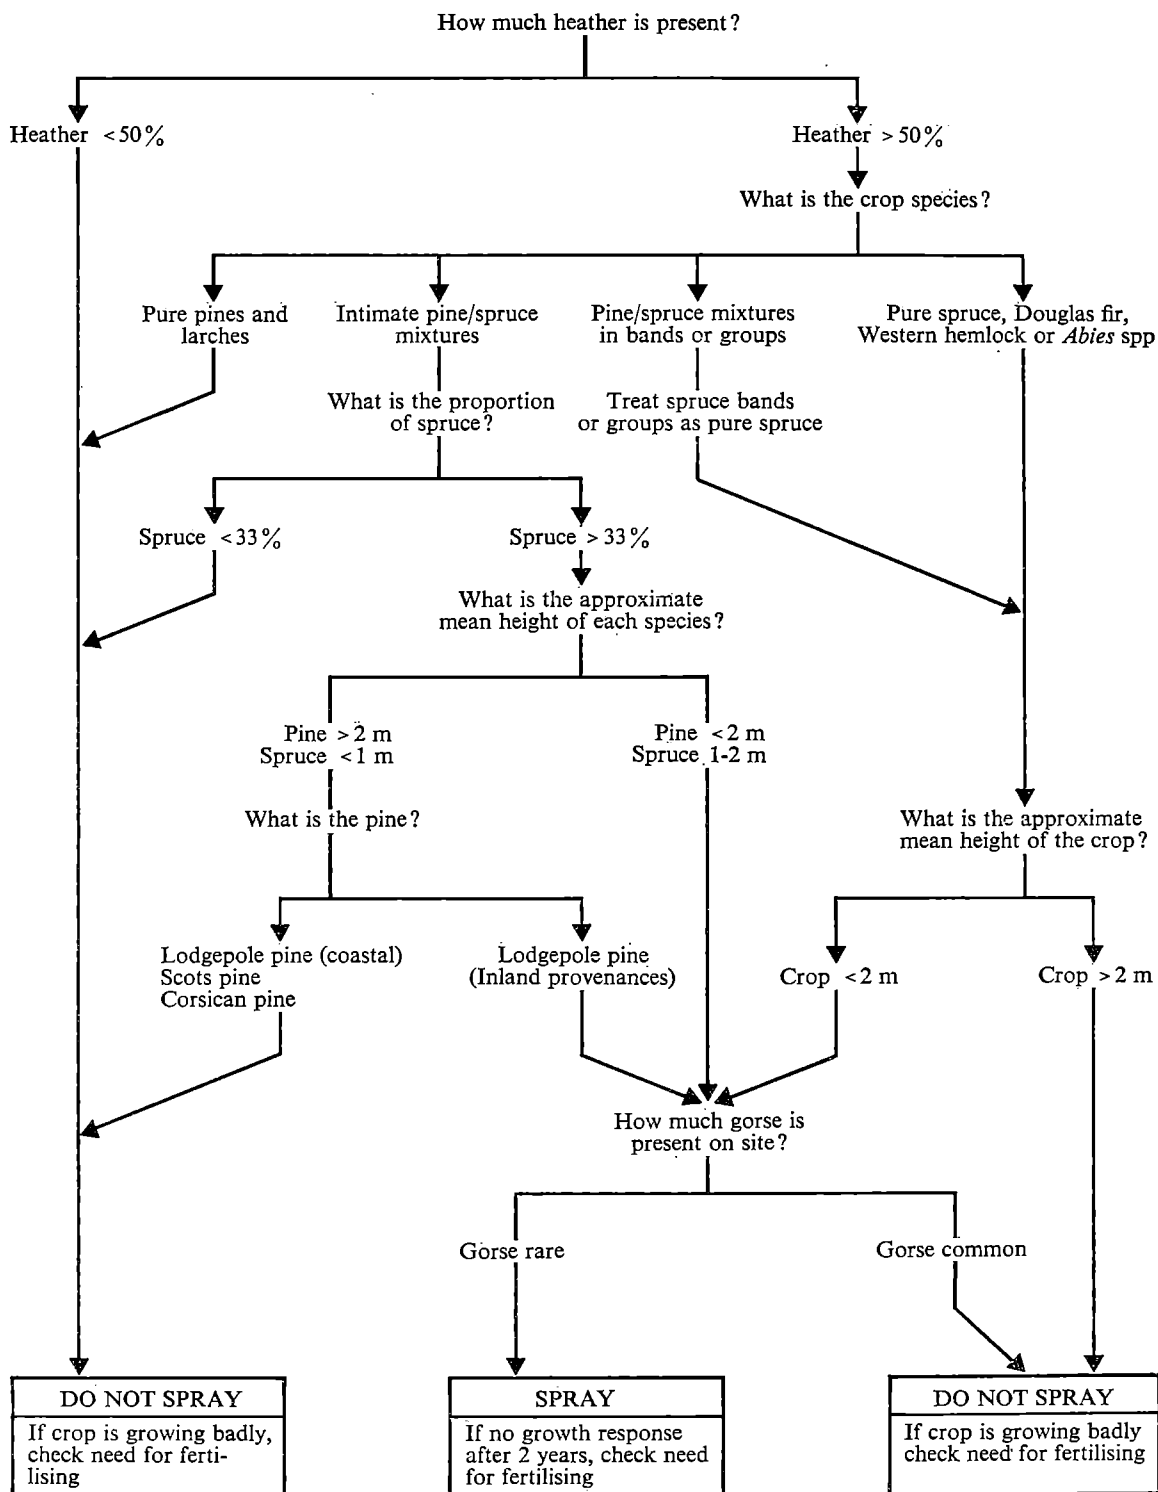 How much heather is present?
Heather <50%
Heather >50%
What is the crop species?
Pure pines and
larches
Intimate pine/spruce
mixtures
Pine/spruce mixtures
in bands or groups
Pure spruce, Douglas fir,
Western hemlock or Abies spp
What is the proportion
of spruce?
Treat spruce bands
or groups as pure spruce
Spruce <33%
Spruce >33%
What is the approximate
mean height of each species?
Pine >2 m
Spruce <1 m
Pine <2 m
Spruce 1-2 m
What is the pine?
What is the approximate
mean height of the crop?
Lodgepole pine (coastal)
Scots pine
Corsican pine
Lodgepole pine
(Inland provenances)
Crop <2 m
Crop >2 m
How much gorse is
present on site?
Gorse rare
Gorse common
DO NOT SPRAY
If crop is growing badly,
check need for ferti-
lising
SPRAY
If no growth response
after 2 years, check need
for fertilising
DO NOT SPRAY
If crop is growing badly
check need for fertilising